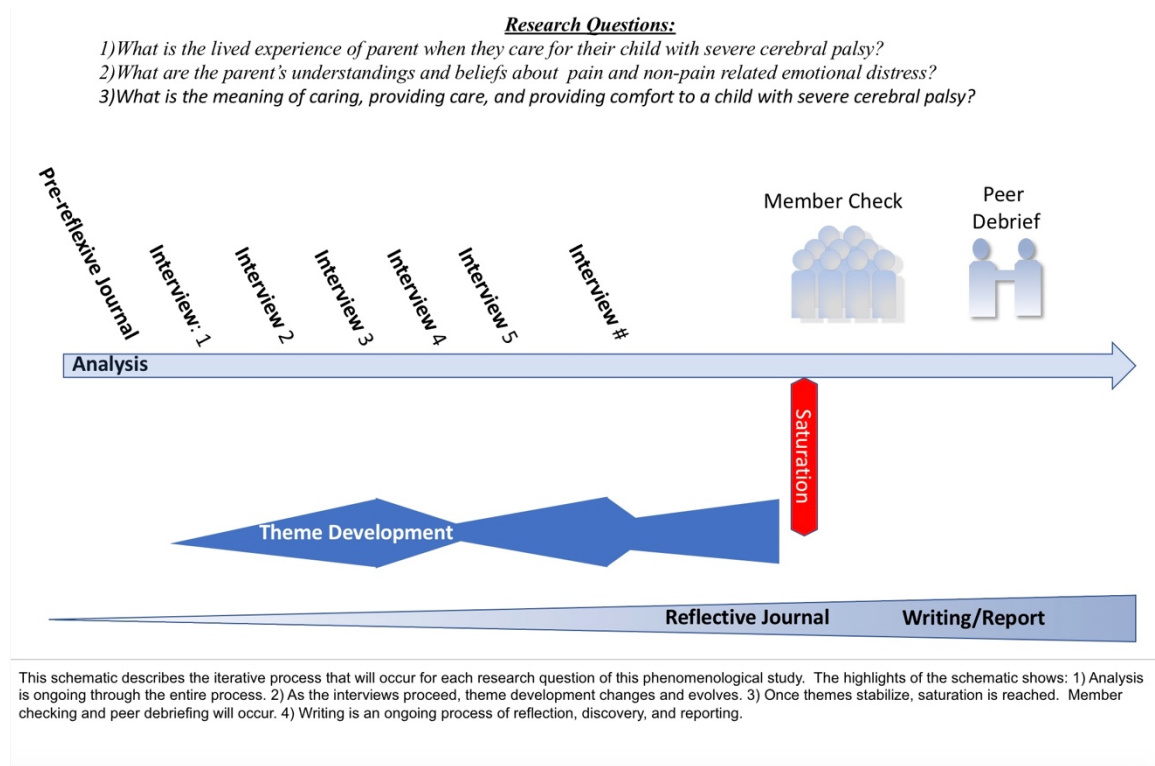 Research Questions:
1)What is the lived experience of parent when they care for their child with severe cerebral palsy?
2)What are the parent's understandings and beliefs about pain and non-pain related emotional distress?
3)What is the meaning of caring, providing care, and providing comfort to a child with severe cerebral palsy?
Pre-reflexive Journal
Interview: 1
Interview 2
Interview 3
Interview 4
Interview 5
Interview #
Member Check
Peer
Debrief
Analysis
Saturation
Theme Development
Reflective Journal
Writing/Report
This schematic describes the iterative process that will occur for each research question of this phenomenological study. The highlights of the schematic shows: 1) Analysis
is ongoing through the entire process. 2) As the interviews proceed, theme development changes and evolves. 3) Once themes stabilize, saturation is reached. Member
checking and peer debriefing will occur. 4) Writing is an ongoing process of reflection, discovery, and reporting.